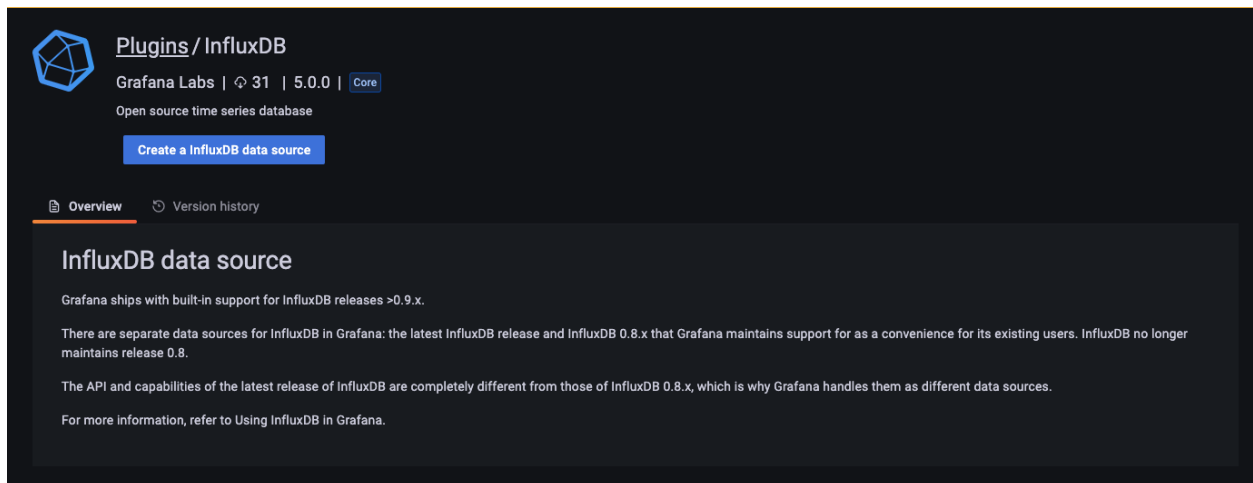 Plugins / InfluxDB
Grafana Labs | 31 | 5.0.0 | Core
Open source time series database
Create a InfluxDB data source
Overview Version history
InfluxDB data source
Grafana ships with built-in support for InfluxDB releases >0.9.x.
There are separate data sources for InfluxDB in Grafana: the latest InfluxDB release and InfluxDB 0.8.x that Grafana maintains support for as a convenience for its existing users. InfluxDB no longer
maintains release 0.8.
The API and capabilities of the latest release of InfluxDB are completely different from those of InfluxDB 0.8.x, which is why Grafana handles them as different data sources.
For more information, refer to Using InfluxDB in Grafana.